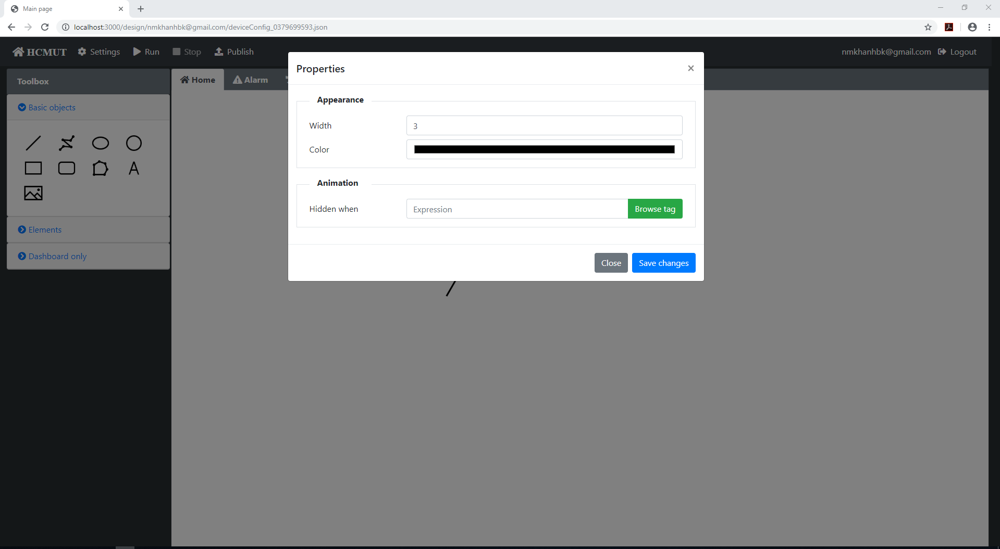 Main page
localhost:3000/design/nmkhanhbk@gmail.com/deviceConfig_0379699593.json
HCMUT Settings Run Stop Publish nmkhanhbk@gmail.com Logout
Properties
Toolbox
Home Alarm
Basic objects
Appearance
Width 3
Color
Animation
Hidden when Expression Browse tag
A
Elements
Dashboard only
Close Save changes